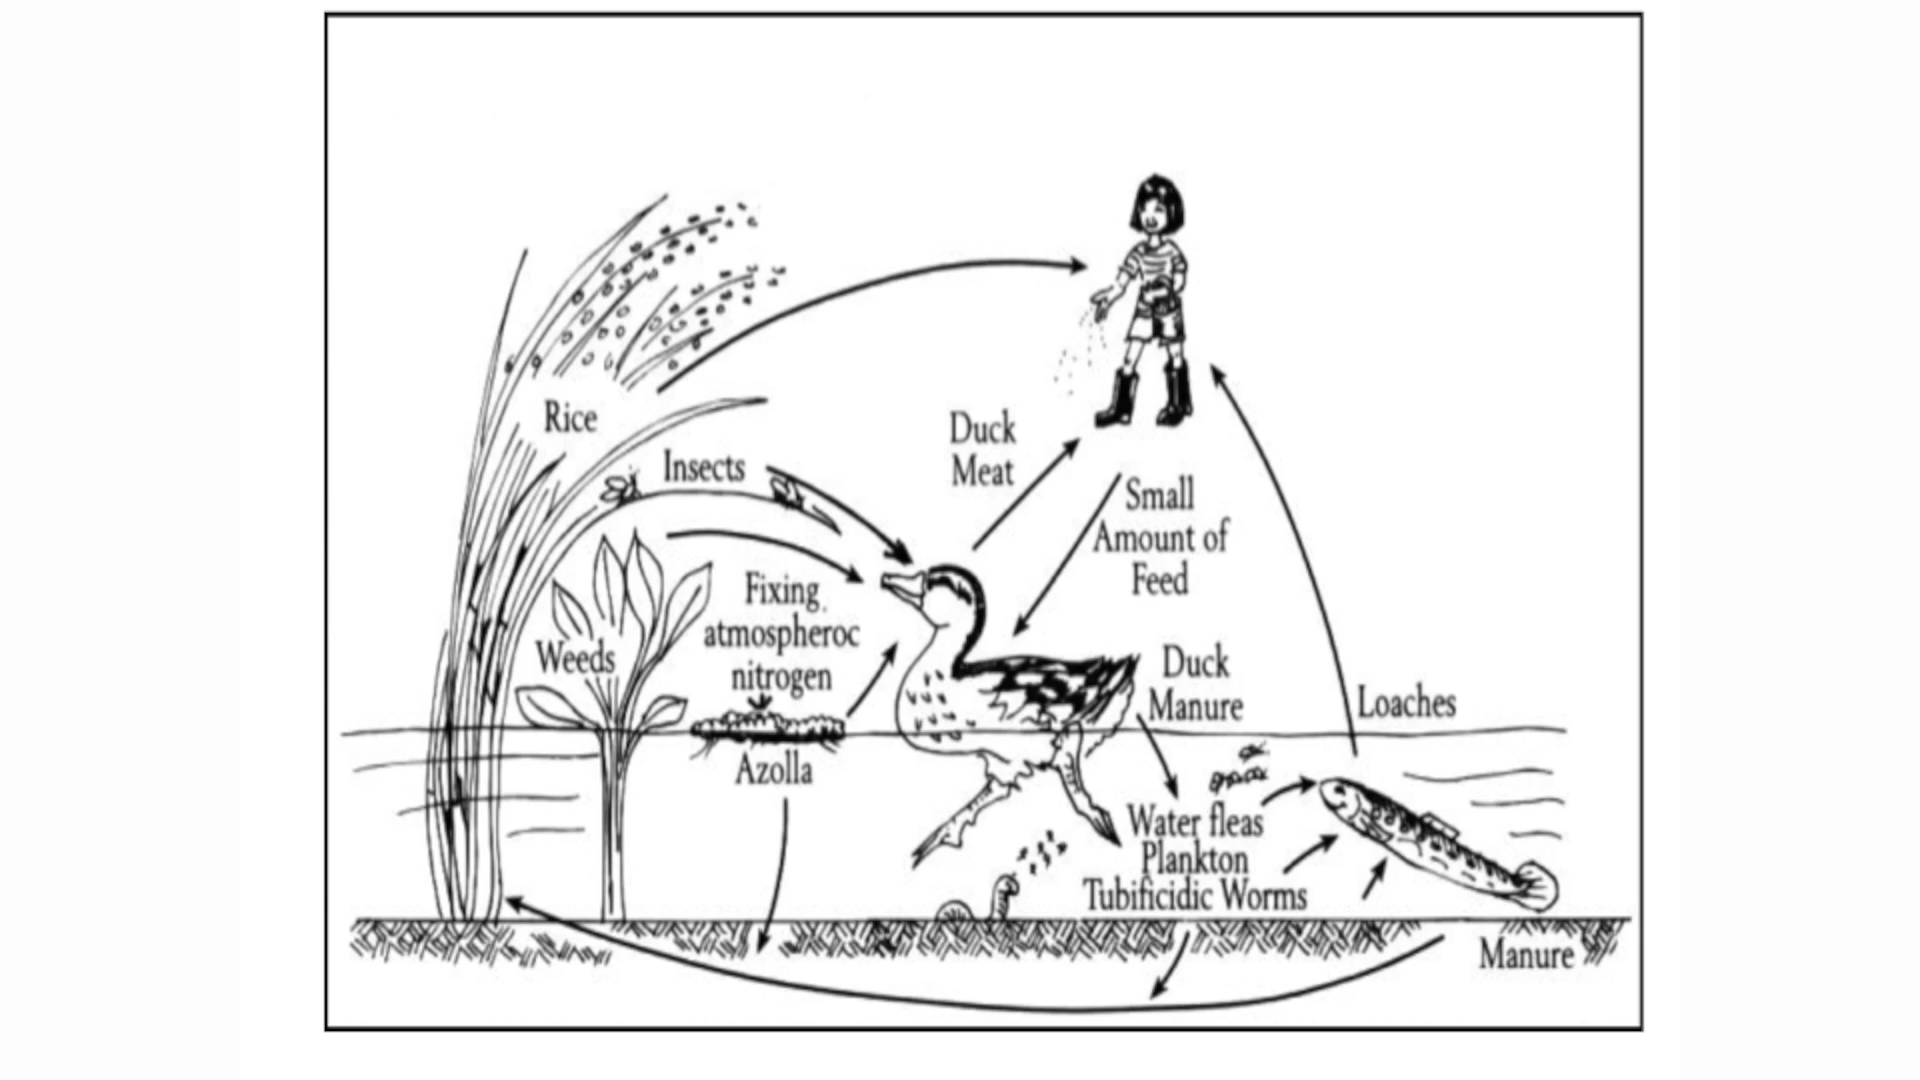 Rice
Insects
Duck
Meat
Small
Amount of
Feed
Fixing
atmospheroc
nitrogen
Weeds
Duck
Manure
Loaches
Azolla
Water fleas
Plankton
Tubificidic Worms
Manure